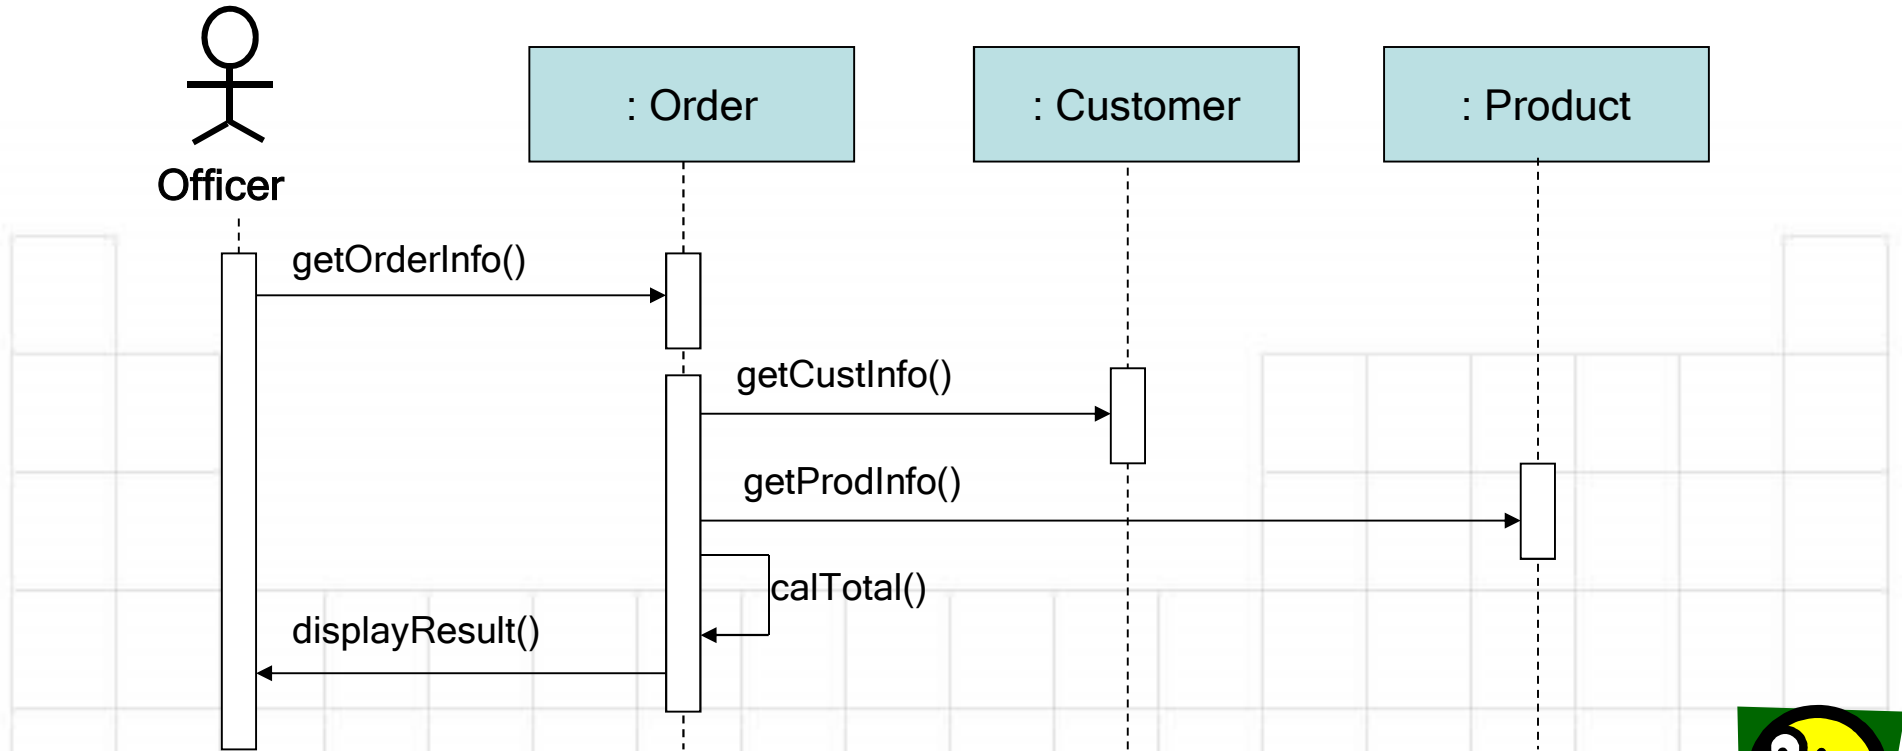 : Order
: Customer
: Product
Officer
getOrderInfo()
getCustInfo()
getProdInfo()
calTotal()
displayResult()